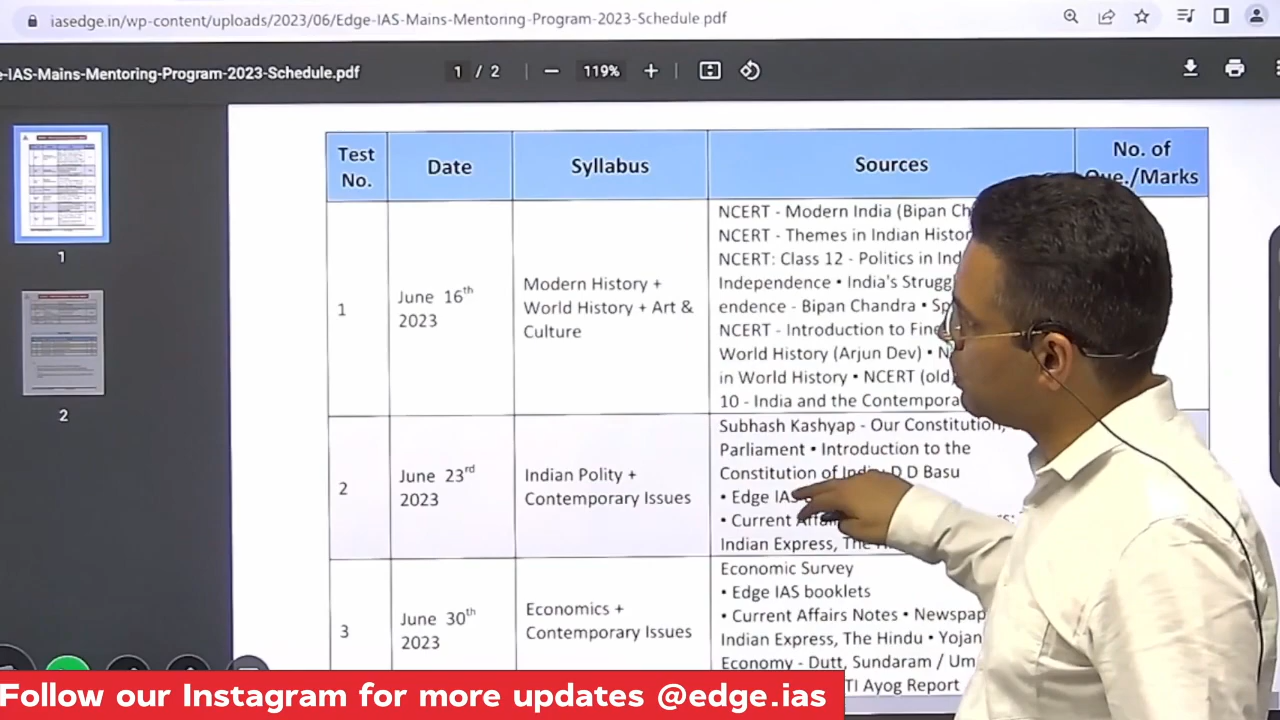 iasedge.in/wp-content/uploads/2023/06/Edge-IAS-Mains-Mentoring-Program-2023-Schedule.pdf
e-IAS-Mains-Mentoring-Program-2023-Schedule.pdf
1 / 2
119%
Test No.
Date
Syllabus
Sources
No. of
Que./Marks
1
June 16th
2023
Modern History +
World History + Art &
Culture
NCERT - Modern India (Bipan Ch
NCERT - Themes in Indian Histor
NCERT: Class 12 - Politics in Ind
Independence • India's Strugg
endence - Bipan Chandra • Sp
NCERT - Introduction to Fine
World History (Arjun Dev) • N
in World History • NCERT (old)
10 - India and the Contempora
2
June 23rd
2023
Indian Polity +
Contemporary Issues
Subhash Kashyap - Our Constitution,
Parliament • Introduction to the
Constitution of India D D Basu
• Edge IAS
• Current Affai
Indian Express, The
3
June 30th
2023
Economics +
Contemporary Issues
Economic Survey
• Edge IAS booklets
• Current Affairs Notes • Newspap
Indian Express, The Hindu • Yojan
Economy - Dutt, Sundaram / Um
TI Ayog Report
1
2
Follow our Instagram for more updates @edge.ias